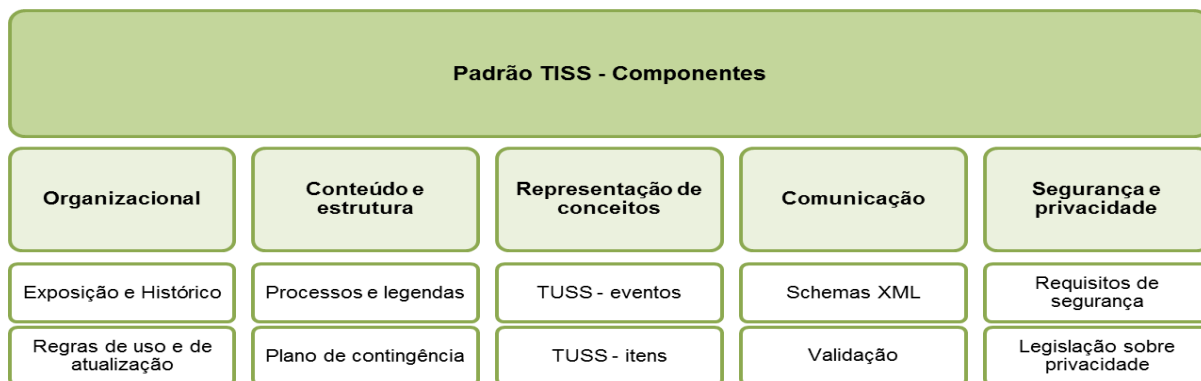 Padrão TISS - Componentes
Organizacional
Conteúdo e
estrutura
Representação de
conceitos
Comunicação
Segurança e
privacidade
Exposição e Histórico
Processos e legendas
TUSS - eventos
Schemas XML
Requisitos de
segurança
Regras de uso e de
atualização
Plano de contingência
TUSS - itens
Validação
Legislação sobre
privacidade